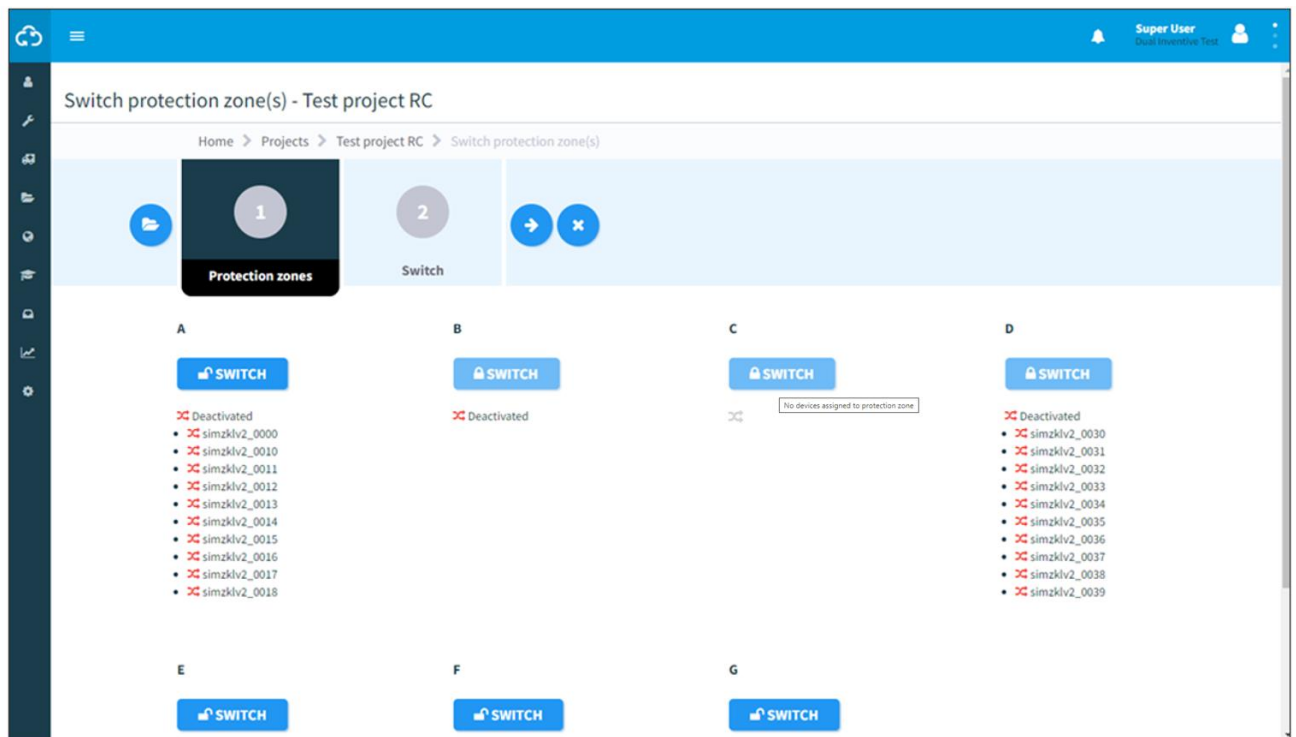 Super User
Dual Inventive Test
Switch protection zone(s) - Test project RC
Home > Projects > Test project RC > Switch protection zone(s)
1
2
Protection zones
Switch
A
B
C
D
SWITCH
SWITCH
SWITCH
SWITCH
No devices assigned to protection zone
Deactivated
Deactivated
Deactivated
• simzklv2_0000
• simzklv2_0030
• simzklv2_0010
• simzklv2_0031
• simzklv2_0011
• simzklv2_0032
• simzklv2_0012
• simzklv2_0033
• simzklv2_0013
• simzklv2_0034
• simzklv2_0014
• simzklv2_0035
• simzklv2_0015
• simzklv2_0036
• simzklv2_0016
• simzklv2_0037
• simzklv2_0017
• simzklv2_0038
• simzklv2_0018
• simzklv2_0039
E
F
G
SWITCH
SWITCH
SWITCH